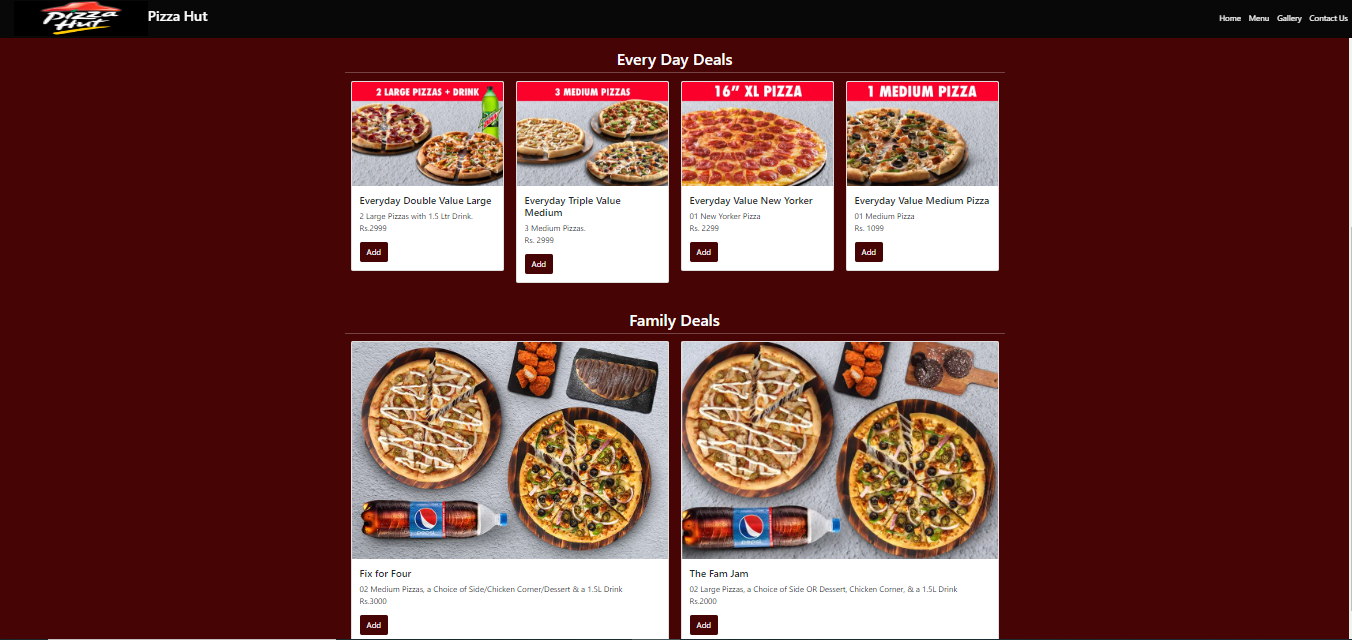 Pizza Hut
Pizza Hut
Home Menu Gallery Contact Us
Every Day Deals
2 LARGE PIZZAS + DRINK
Everyday Double Value Large
2 Large Pizzas with 1.5 Ltr Drink.
Rs.2999
Add
3 MEDIUM PIZZAS
Everyday Triple Value
Medium
3 Medium Pizzas.
Rs. 2999
Add
16” XL PIZZA
Everyday Value New Yorker
01 New Yorker Pizza
Rs. 2299
Add
1 MEDIUM PIZZA
Everyday Value Medium Pizza
01 Medium Pizza
Rs. 1099
Add
Family Deals
pepsi
Fix for Four
02 Medium Pizzas, a Choice of Side/Chicken Corner/Dessert & a 1.5L Drink
Rs.3000
Add
pepsi
The Fam Jam
02 Large Pizzas, a Choice of Side OR Dessert, Chicken Corner, & a 1.5L Drink
Rs.2000
Add